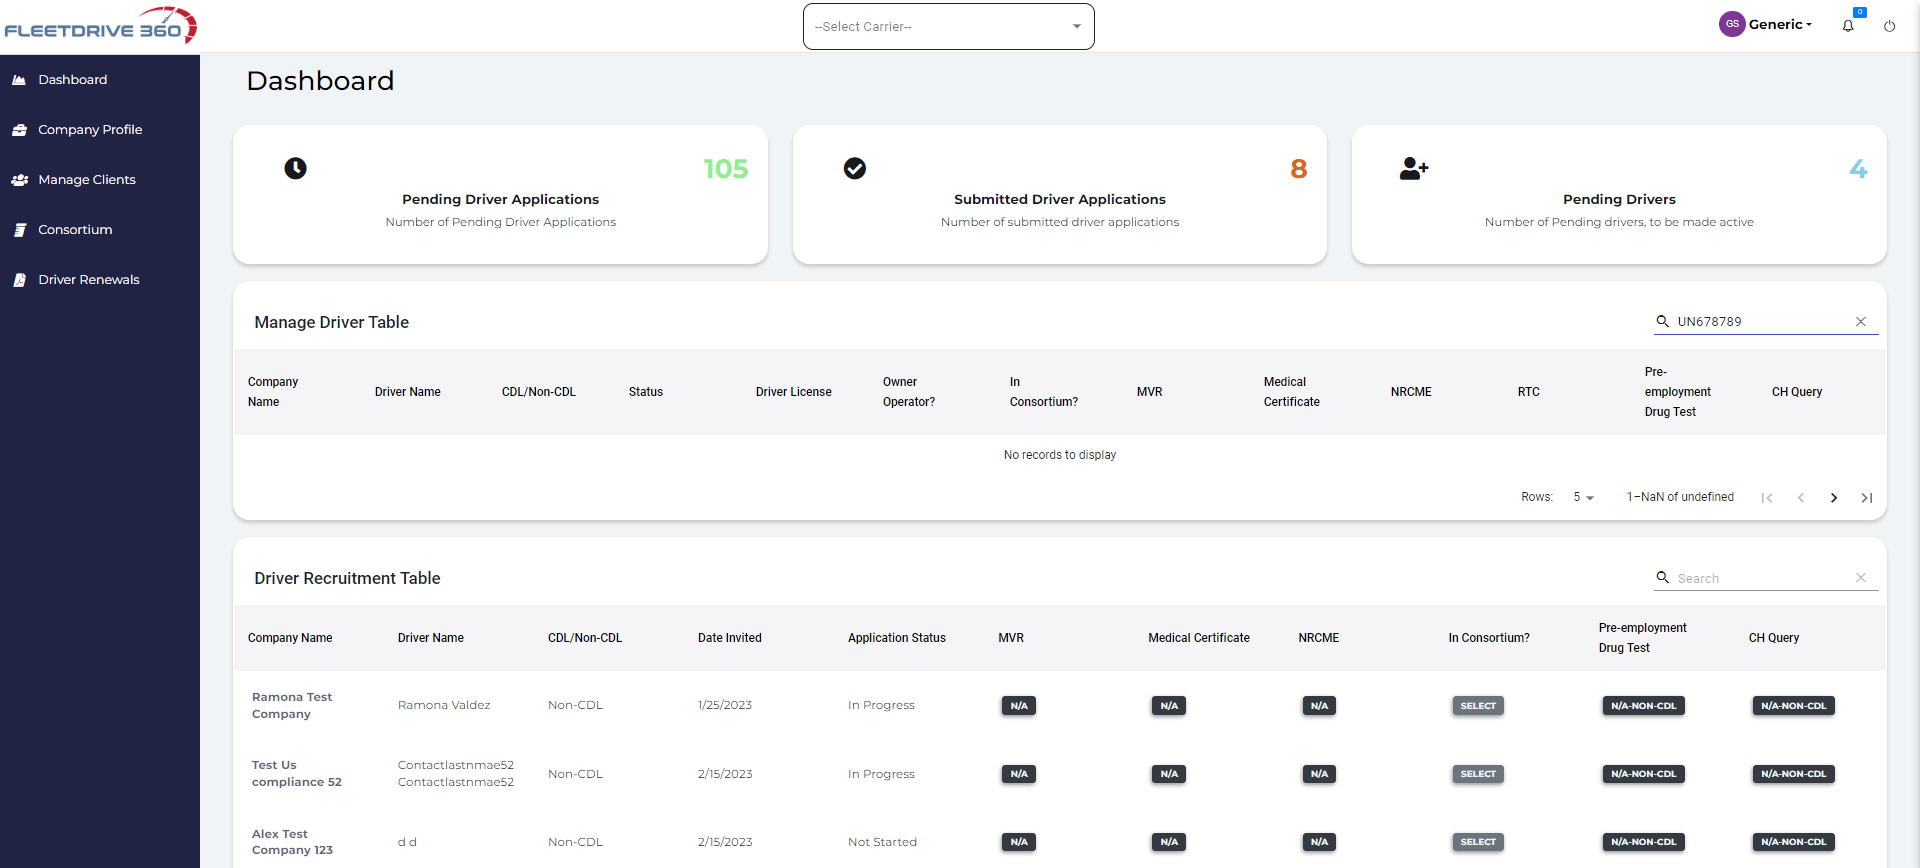 FLEETDRIVE 360
--Select Carrier--
GS
Generic
0
Dashboard
Company Profile
Manage Clients
Consortium
Driver Renewals
Dashboard
105
Pending Driver Applications
Number of Pending Driver Applications
8
Submitted Driver Applications
Number of submitted driver applications
4
Pending Drivers
Number of Pending drivers, to be made active
Manage Driver Table
UN678789
Company Name
Driver Name
CDL/Non-CDL
Status
Driver License
Owner Operator?
In Consortium?
MVR
Medical Certificate
NRCME
RTC
Pre-employment Drug Test
CH Query
No records to display
Rows: 5 1–NaN of undefined
Driver Recruitment Table
Search
Company Name Driver Name CDL/Non-CDL Date Invited Application Status MVR Medical Certificate NRCME In Consortium? Pre-employment Drug Test CH Query
Ramona Test Company Ramona Valdez Non-CDL 1/25/2023 In Progress N/A N/A N/A SELECT N/A-NON-CDL N/A-NON-CDL
Test Us compliance 52 Contactlastnmae52 Contactlastnmae52 Non-CDL 2/15/2023 In Progress N/A N/A N/A SELECT N/A-NON-CDL N/A-NON-CDL
Alex Test Company 123 d d Non-CDL 2/15/2023 Not Started N/A N/A N/A SELECT N/A-NON-CDL N/A-NON-CDL